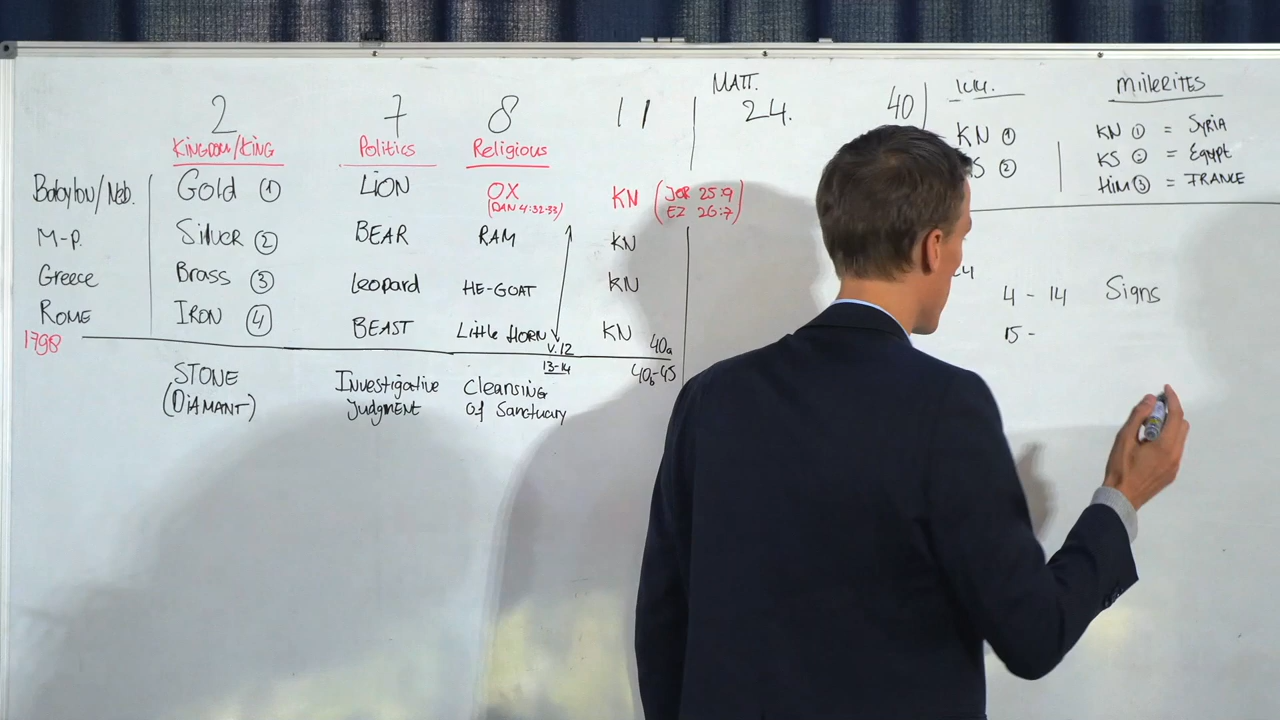 2 7 8 11 MATT. 24. 40
Kingdom/King Politics Religious
Babylon/Neb. Gold ① LION OX KN (JER 25:9
(DAN 4:32-33) EZ 26:7)
M-P. Silver ② BEAR RAM KN
Greece Brass ③ Leopard HE-GOAT KN
ROME IRON ④ BEAST Little HORN KN 40a
1798 V.12
13-14 40b-45
STONE Investigative Cleansing
(DIAMANT) Judgment Of Sanctuary
KN ①
S ②
MillERITES
KN ① = SYRIA
KS ② = Egypt
Him ③ = FRANCE
4 - 14 Signs
15 -